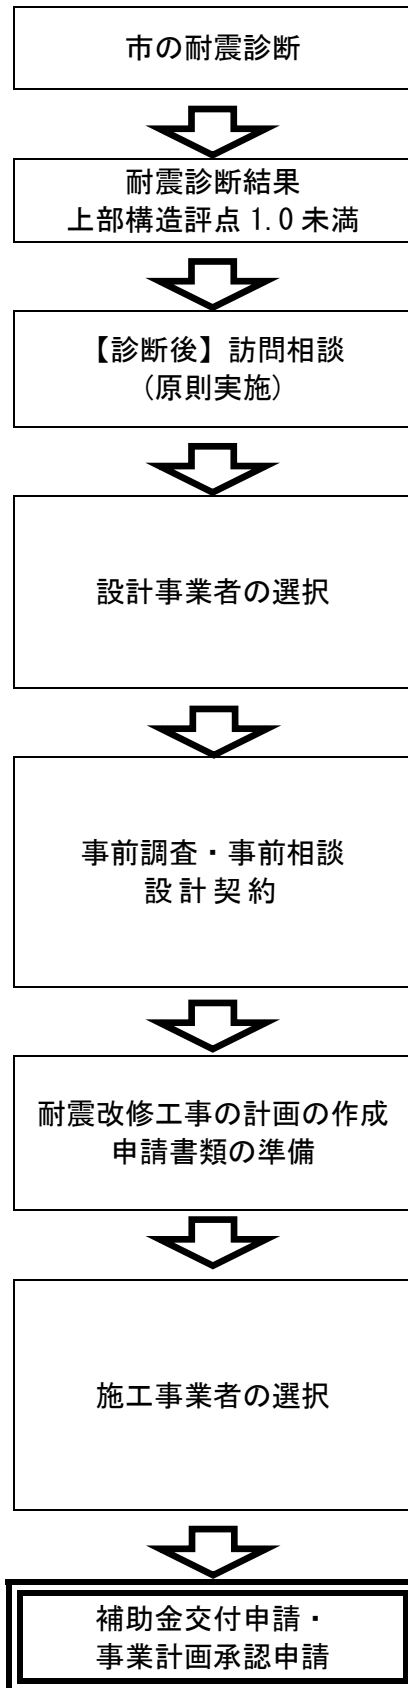 市の耐震診断
耐震診断結果
上部構造評点 1.0 未満
【診断後】訪問相談
(原則実施)
設計事業者の選択
事前調査・事前相談
設 計 契 約
耐震改修工事の計画の作成
申請書類の準備
施工事業者の選択
補助金交付申請・
事業計画承認申請